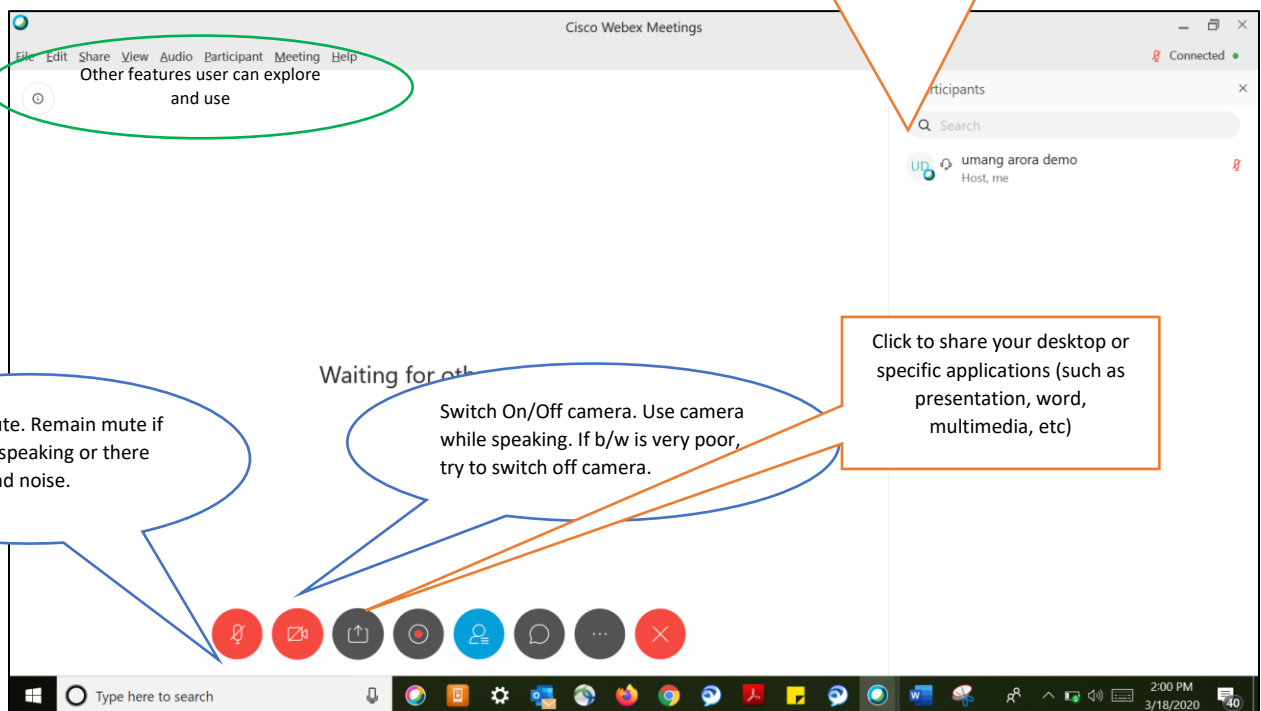 Cisco Webex Meetings
File Edit Share View Audio Participant Meeting Help
Connected
Other features user can explore
and use
Participants
Search
UD
umang arora demo
Host, me
Waiting for
Click to share your desktop or
specific applications (such as
presentation, word,
multimedia, etc)
Switch On/Off camera. Use camera
while speaking. If b/w is very poor,
try to switch off camera.
Remain mute if
speaking or there
noise.
Type here to search
2:00 PM
3/18/2020
40